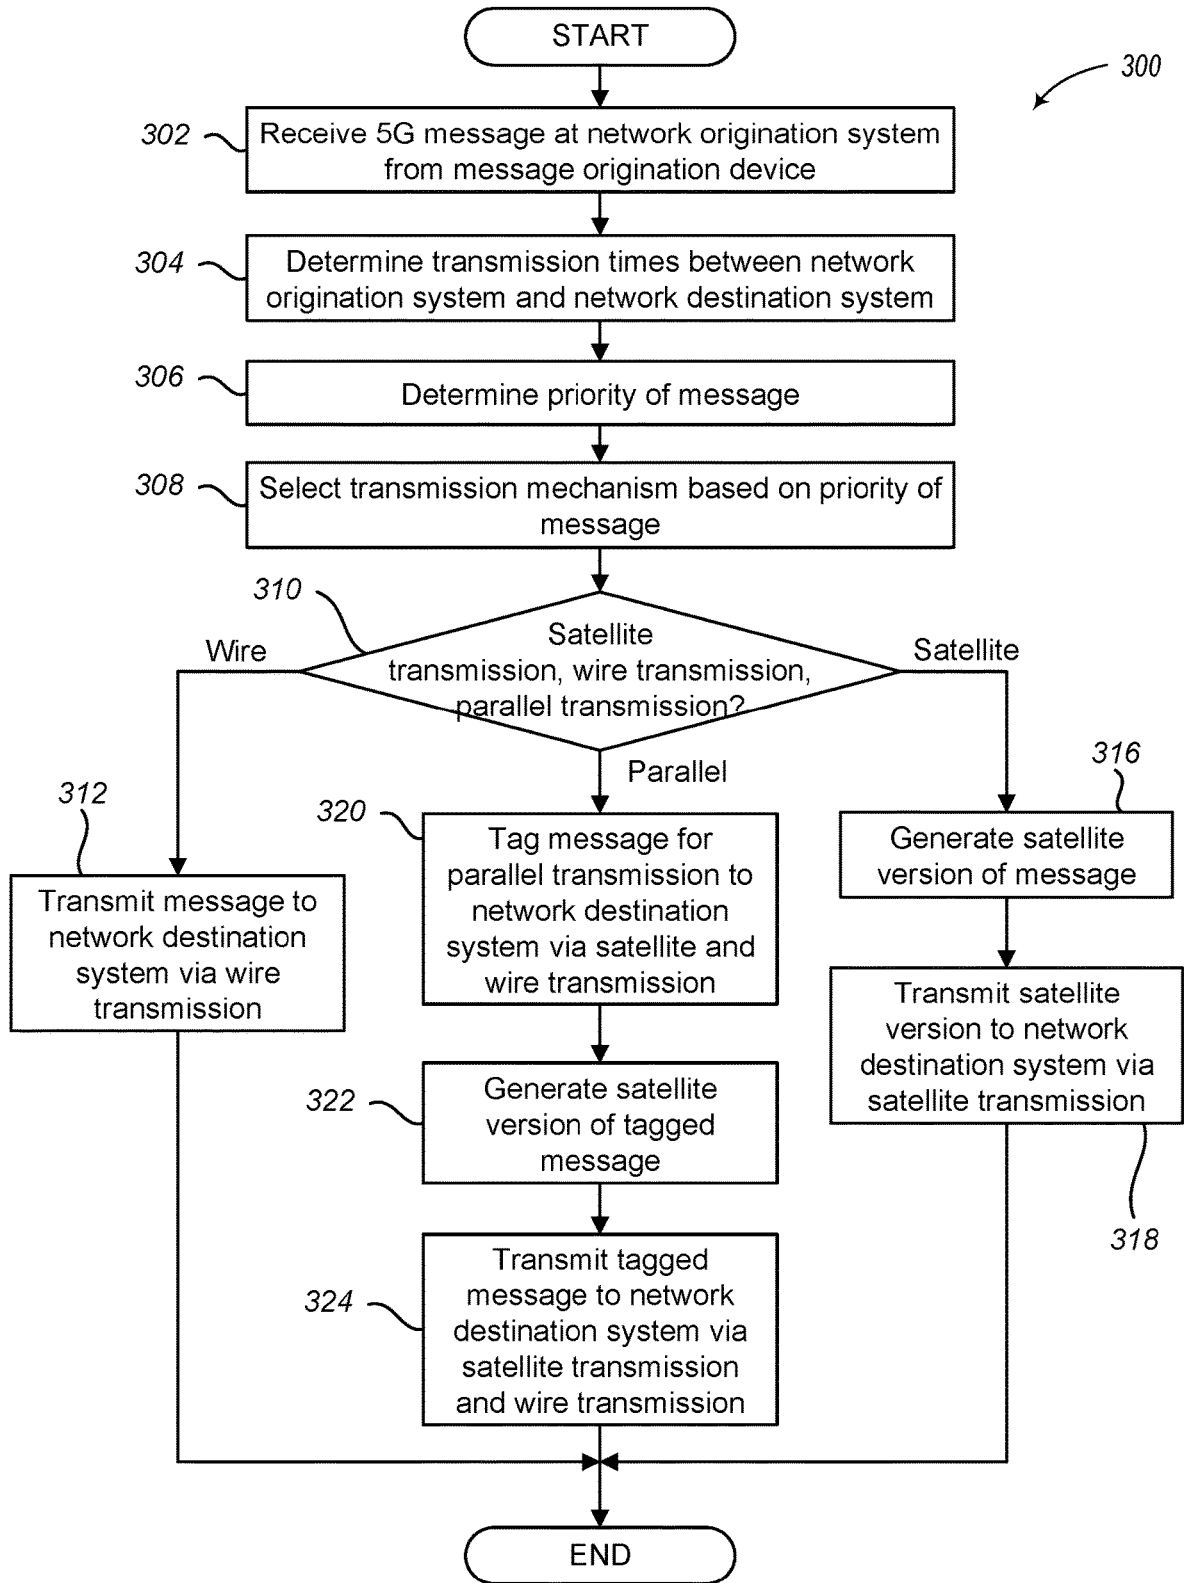 START
300
302
Receive 5G message at network origination system
from message origination device
304
Determine transmission times between network
origination system and network destination system
306
Determine priority of message
308
Select transmission mechanism based on priority of
message
310
Satellite
transmission, wire transmission,
parallel transmission?
Wire
Satellite
Parallel
312
Transmit message to
network destination
system via wire
transmission
320
Tag message for
parallel transmission to
network destination
system via satellite and
wire transmission
316
Generate satellite
version of message
Transmit satellite
version to network
destination system via
satellite transmission
318
322
Generate satellite
version of tagged
message
324
Transmit tagged
message to network
destination system via
satellite transmission
and wire transmission
END